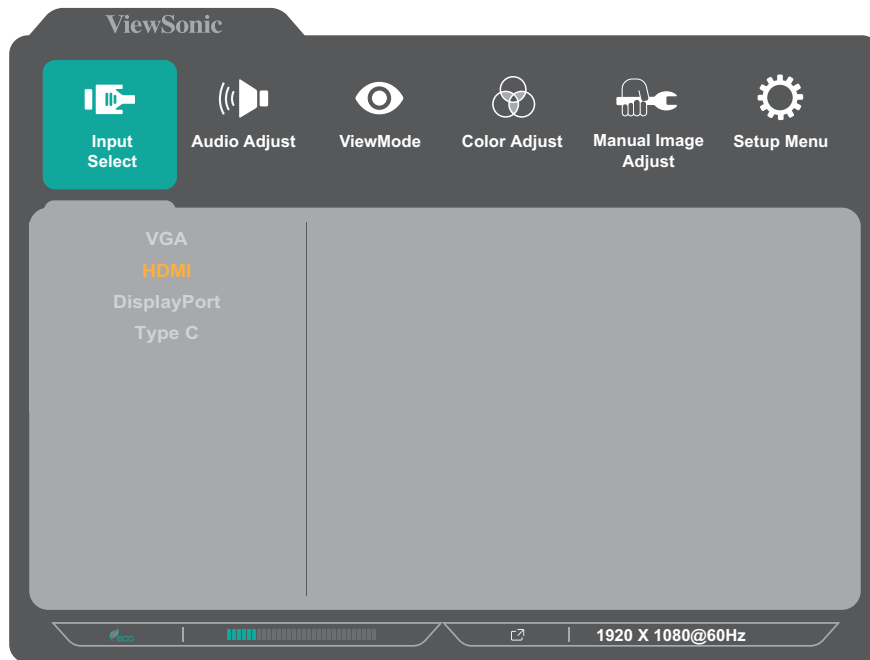 ViewSonic
Input
Select
Audio Adjust
ViewMode
Color Adjust
Manual Image
Adjust
Setup Menu
VGA
HDMI
DisplayPort
Type C
eco
1920 X 1080@60Hz